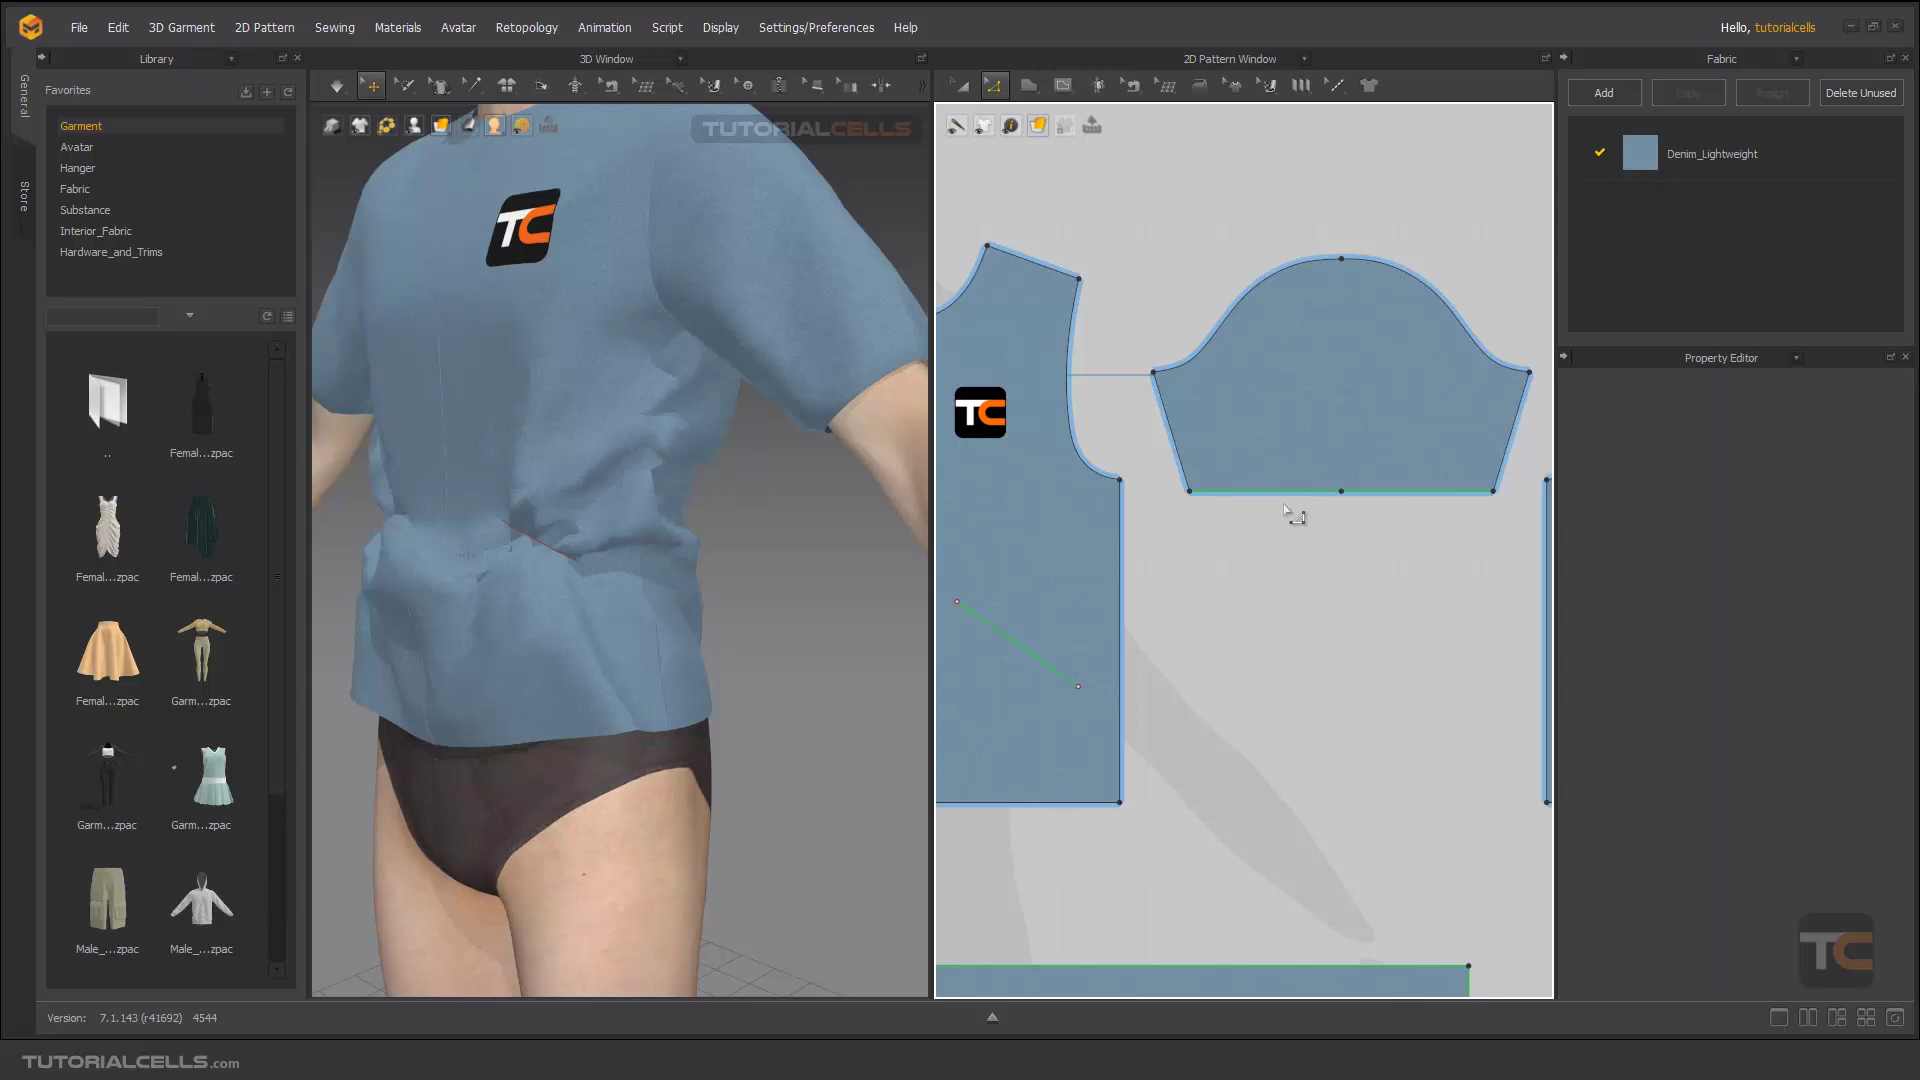 File Edit 3D Garment 2D Pattern Sewing Materials Avatar Retopology Animation Script Display Settings/Preferences Help Hello, tutorialcells
Library 3D Window 2D Pattern Window Fabric
General
Store
Favorites
Garment
Avatar
Hanger
Fabric
Substance
Interior_Fabric
Hardware_and_Trims
..
Femal...zpac
Femal...zpac
Femal...zpac
Femal...zpac
Garm...zpac
Garm...zpac
Garm...zpac
Male_...zpac
Male_...zpac
TUTORIALCELLS
TC
TC
Add Copy Assign Delete Unused
Denim_Lightweight
Property Editor
TC
Version: 7.1.143 (r41692) 4544
TUTORIALCELLS.com